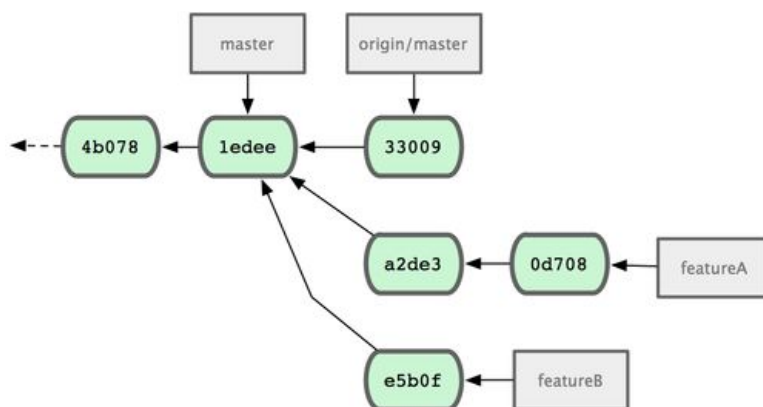 master
origin/master
4b078
1edee
33009
a2de3
0d708
featureA
e5b0f
featureB